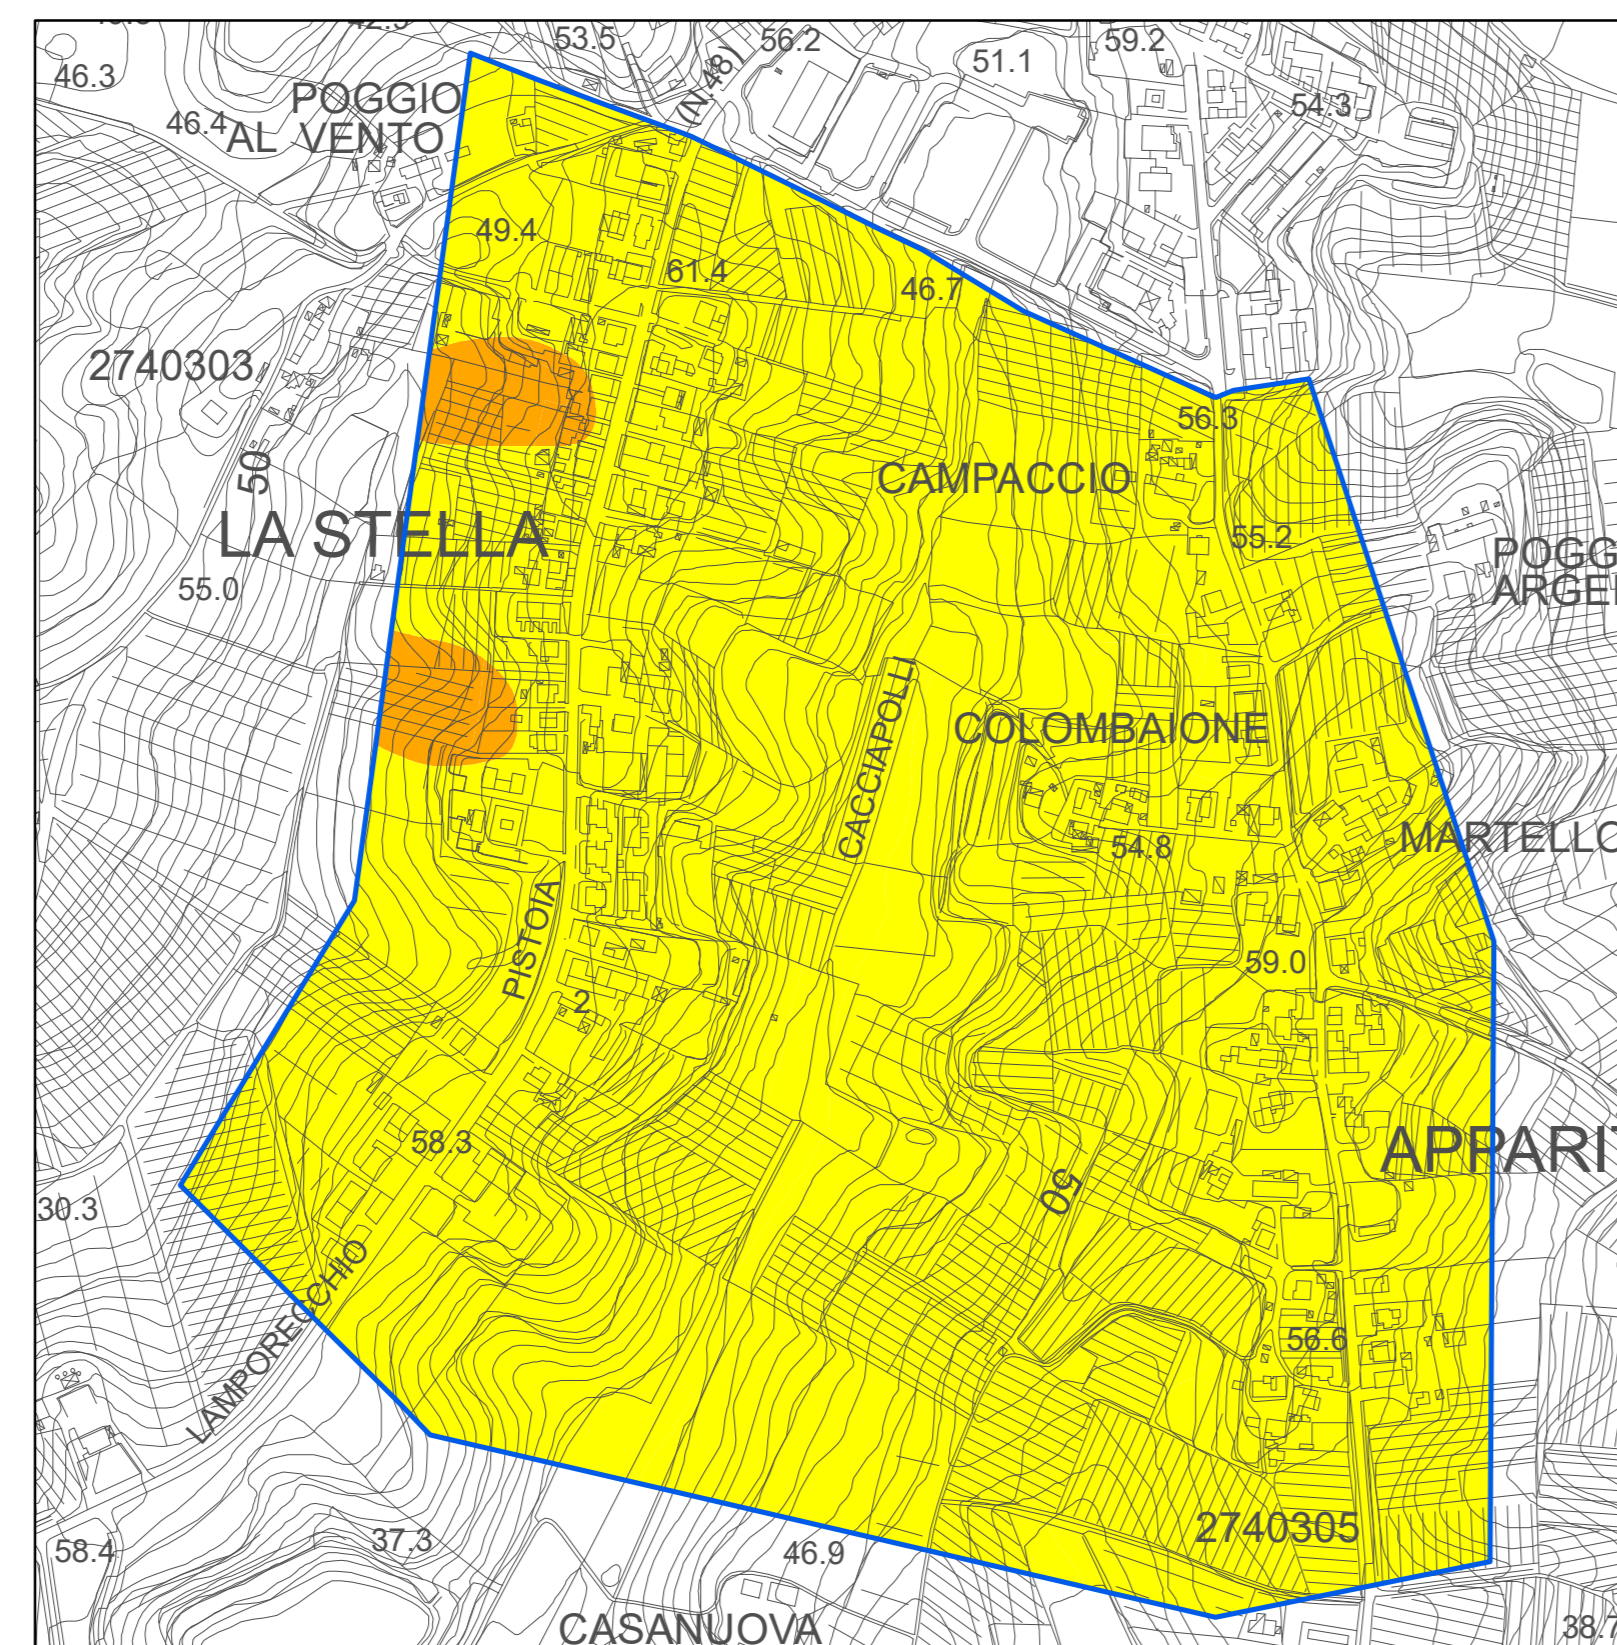 53.5
56.2
59.2
51.1
46.3
(N.48)
POGGIO
AL VENTO
46.4
54.3
49.4
61.4
46.7
2740303
56.3
50
CAMPACCIO
LA STELLA
55.2
55.0
POGG
ARGE
CACCIAPOLLI
COLOMBAIONE
54.8
MARTELLO
PISTOIA
59.0
2
58.3
APPARIT
50
30.3
LAMPORECCHIO
56.6
2740305
58.4
37.3
46.9
CASANUOVA
38.7